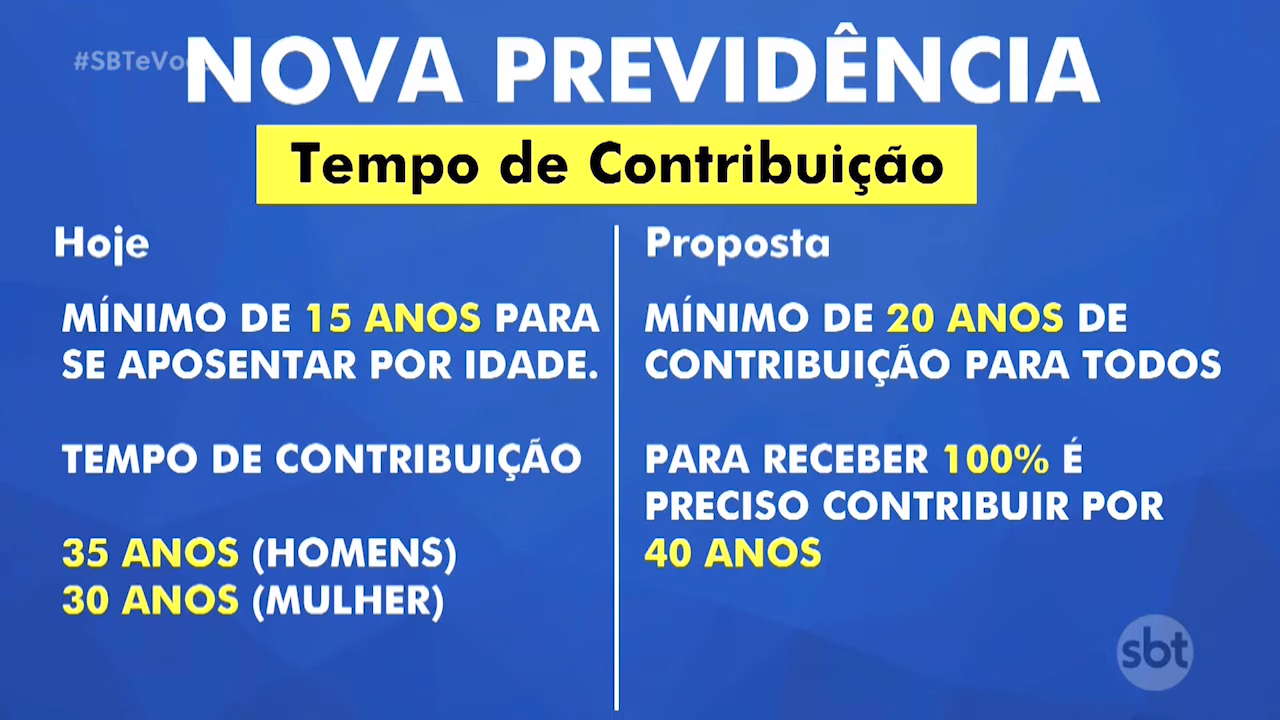 #SBTeVo
NOVA PREVIDÊNCIA
Tempo de Contribuição
Hoje
MÍNIMO DE 15 ANOS PARA
SE APOSENTAR POR IDADE.
TEMPO DE CONTRIBUIÇÃO
35 ANOS (HOMENS)
30 ANOS (MULHER)
Proposta
MÍNIMO DE 20 ANOS DE
CONTRIBUIÇÃO PARA TODOS
PARA RECEBER 100% É
PRECISO CONTRIBUIR POR
40 ANOS
sbt